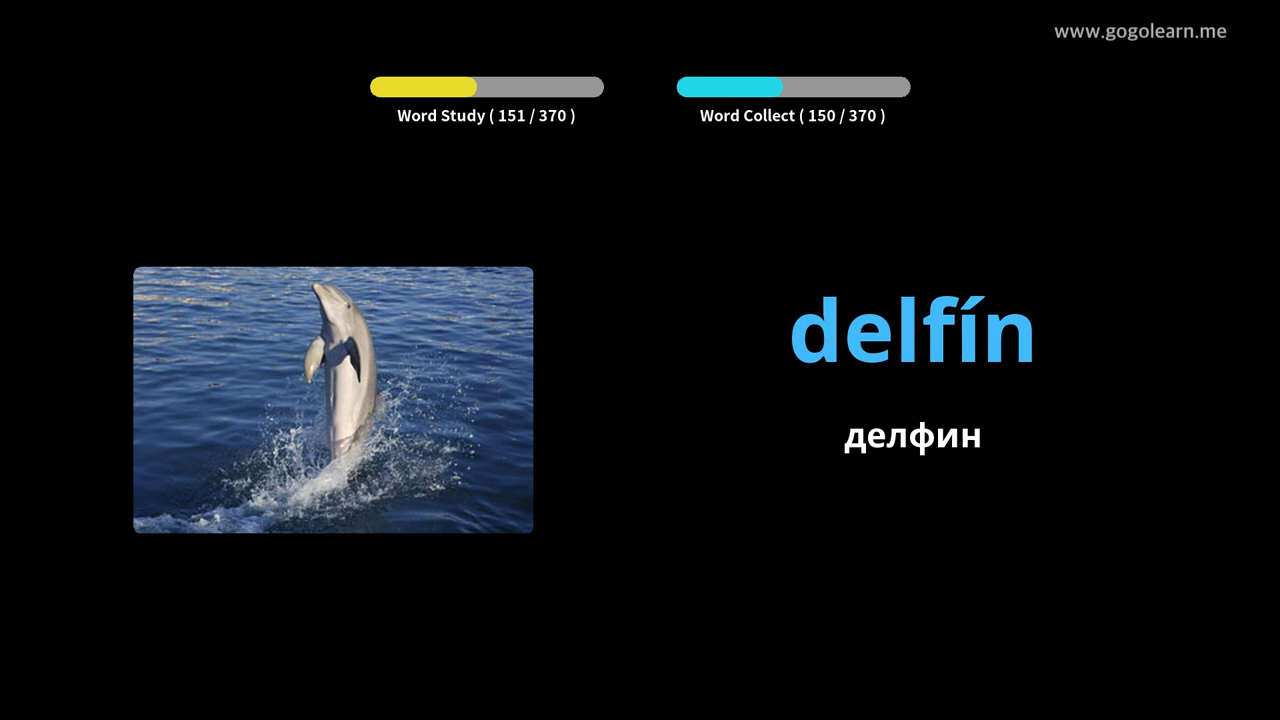 www.gogolearn.me
Word Study ( 151 / 370 )
Word Collect ( 150 / 370 )
delfín
делфин